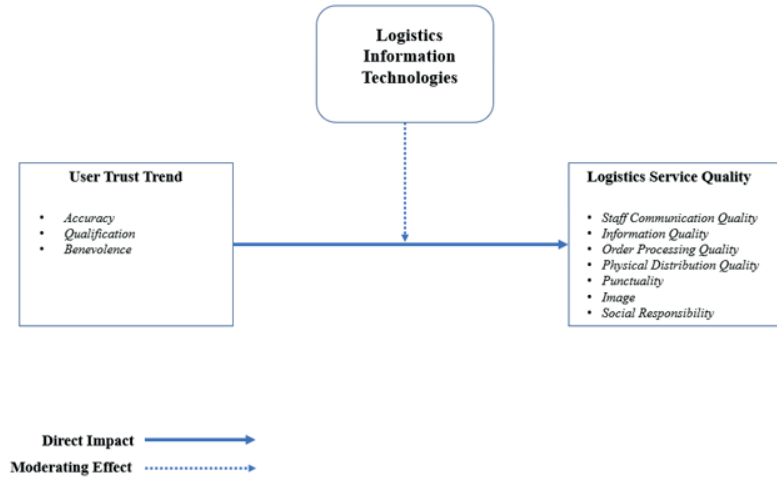 Logistics
Information
Technologies
User Trust Trend
• Accuracy
• Qualification
• Benevolence
Logistics Service Quality
• Staff Communication Quality
• Information Quality
• Order Processing Quality
• Physical Distribution Quality
• Punctuality
• Image
• Social Responsibility
Direct Impact
Moderating Effect